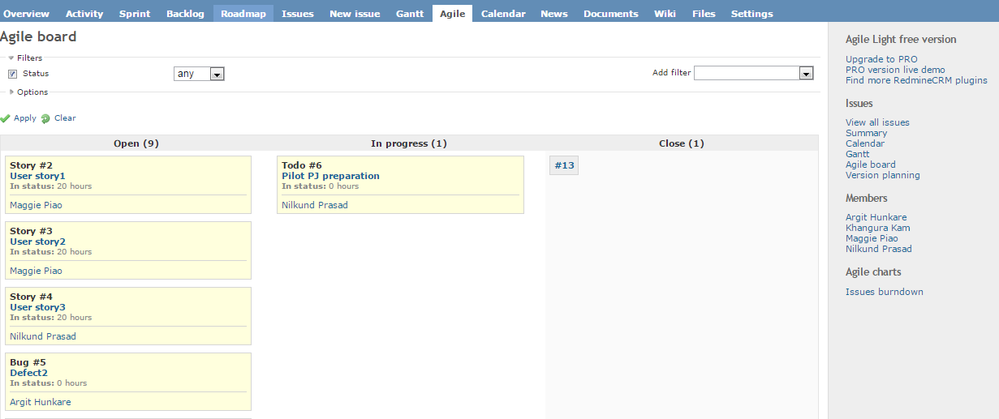 Overview Activity Sprint Backlog Roadmap Issues New issue Gantt Agile Calendar News Documents Wiki Files Settings
Agile board
Filters
Status any Add filter
Options
Apply Clear
Open (9) In progress (1) Close (1)
Story #2
User story1
In status: 20 hours
Maggie Piao
Story #3
User story2
In status: 20 hours
Maggie Piao
Story #4
User story3
In status: 20 hours
Nilkund Prasad
Bug #5
Defect2
In status: 0 hours
Argit Hunkare
Todo #6
Pilot PJ preparation
In status: 0 hours
Nilkund Prasad
#13
Agile Light free version
Upgrade to PRO
PRO version live demo
Find more RedmineCRM plugins
Issues
View all issues
Summary
Calendar
Gantt
Agile board
Version planning
Members
Argit Hunkare
Khangura Kam
Maggie Piao
Nilkund Prasad
Agile charts
Issues burndown